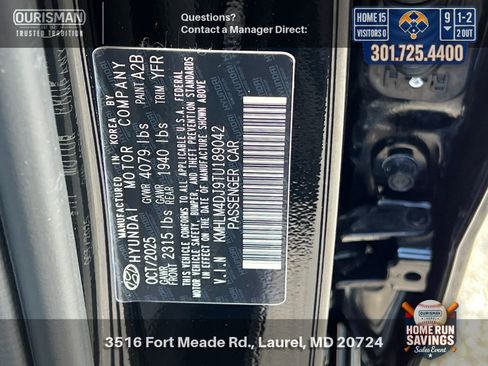 OURISMAN
TRUSTED TRADITION
Questions?
Contact a Manager Direct:
HOME 15
VISITORS 0
9
1-2
2 OUT
301.725.4400
MADE IN KOREA BY
HYUNDAI MOTOR COMPANY
PAINT A2B
TRIM YFR
OCT/2025
GVWR 4079 lbs
GAWR FRONT 2315 lbs
GAWR REAR 1940 lbs
THIS VEHICLE CONFORMS TO ALL APPLICABLE U.S.A. FEDERAL
MOTOR VEHICLE SAFETY, BUMPER, AND THEFT PREVENTION
STANDARDS IN EFFECT ON THE DATE OF MANUFACTURE SHOWN ABOVE
V.I.N KMHLM4DJ9TU189042
PASSENGER CAR
3516 Fort Meade Rd., Laurel, MD 20724
OURISMAN
HOME RUN
SAVINGS
Sales Event